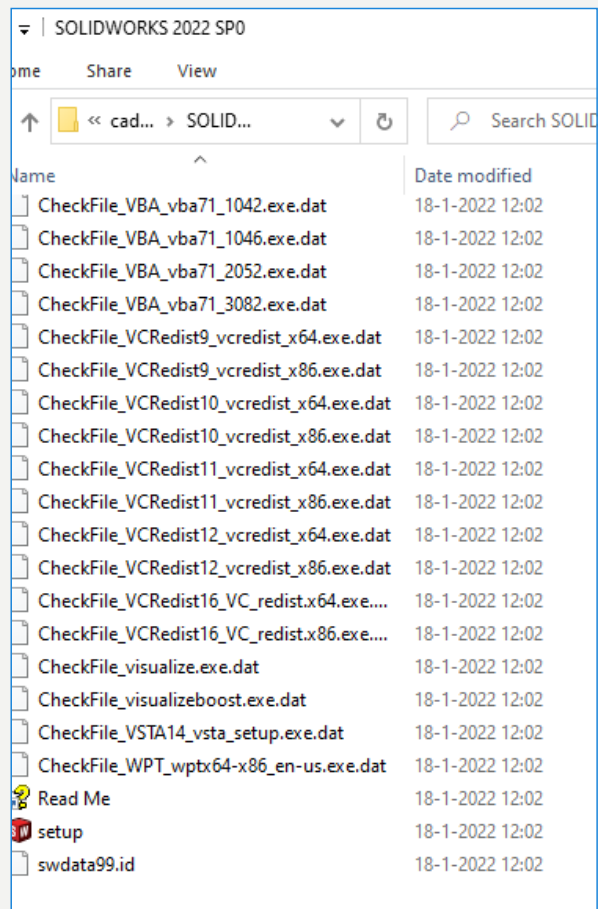 SOLIDWORKS 2022 SP0
ome Share View
« cad... › SOLID... Search SOLID
Name Date modified
CheckFile_VBA_vba71_1042.exe.dat 18-1-2022 12:02
CheckFile_VBA_vba71_1046.exe.dat 18-1-2022 12:02
CheckFile_VBA_vba71_2052.exe.dat 18-1-2022 12:02
CheckFile_VBA_vba71_3082.exe.dat 18-1-2022 12:02
CheckFile_VCRedist9_vcredist_x64.exe.dat 18-1-2022 12:02
CheckFile_VCRedist9_vcredist_x86.exe.dat 18-1-2022 12:02
CheckFile_VCRedist10_vcredist_x64.exe.dat 18-1-2022 12:02
CheckFile_VCRedist10_vcredist_x86.exe.dat 18-1-2022 12:02
CheckFile_VCRedist11_vcredist_x64.exe.dat 18-1-2022 12:02
CheckFile_VCRedist11_vcredist_x86.exe.dat 18-1-2022 12:02
CheckFile_VCRedist12_vcredist_x64.exe.dat 18-1-2022 12:02
CheckFile_VCRedist12_vcredist_x86.exe.dat 18-1-2022 12:02
CheckFile_VCRedist16_VC_redist.x64.exe.... 18-1-2022 12:02
CheckFile_VCRedist16_VC_redist.x86.exe.... 18-1-2022 12:02
CheckFile_visualize.exe.dat 18-1-2022 12:02
CheckFile_visualizeboost.exe.dat 18-1-2022 12:02
CheckFile_VSTA14_vsta_setup.exe.dat 18-1-2022 12:02
CheckFile_WPT_wptx64-x86_en-us.exe.dat 18-1-2022 12:02
Read Me 18-1-2022 12:02
SW setup 18-1-2022 12:02
swdata99.id 18-1-2022 12:02